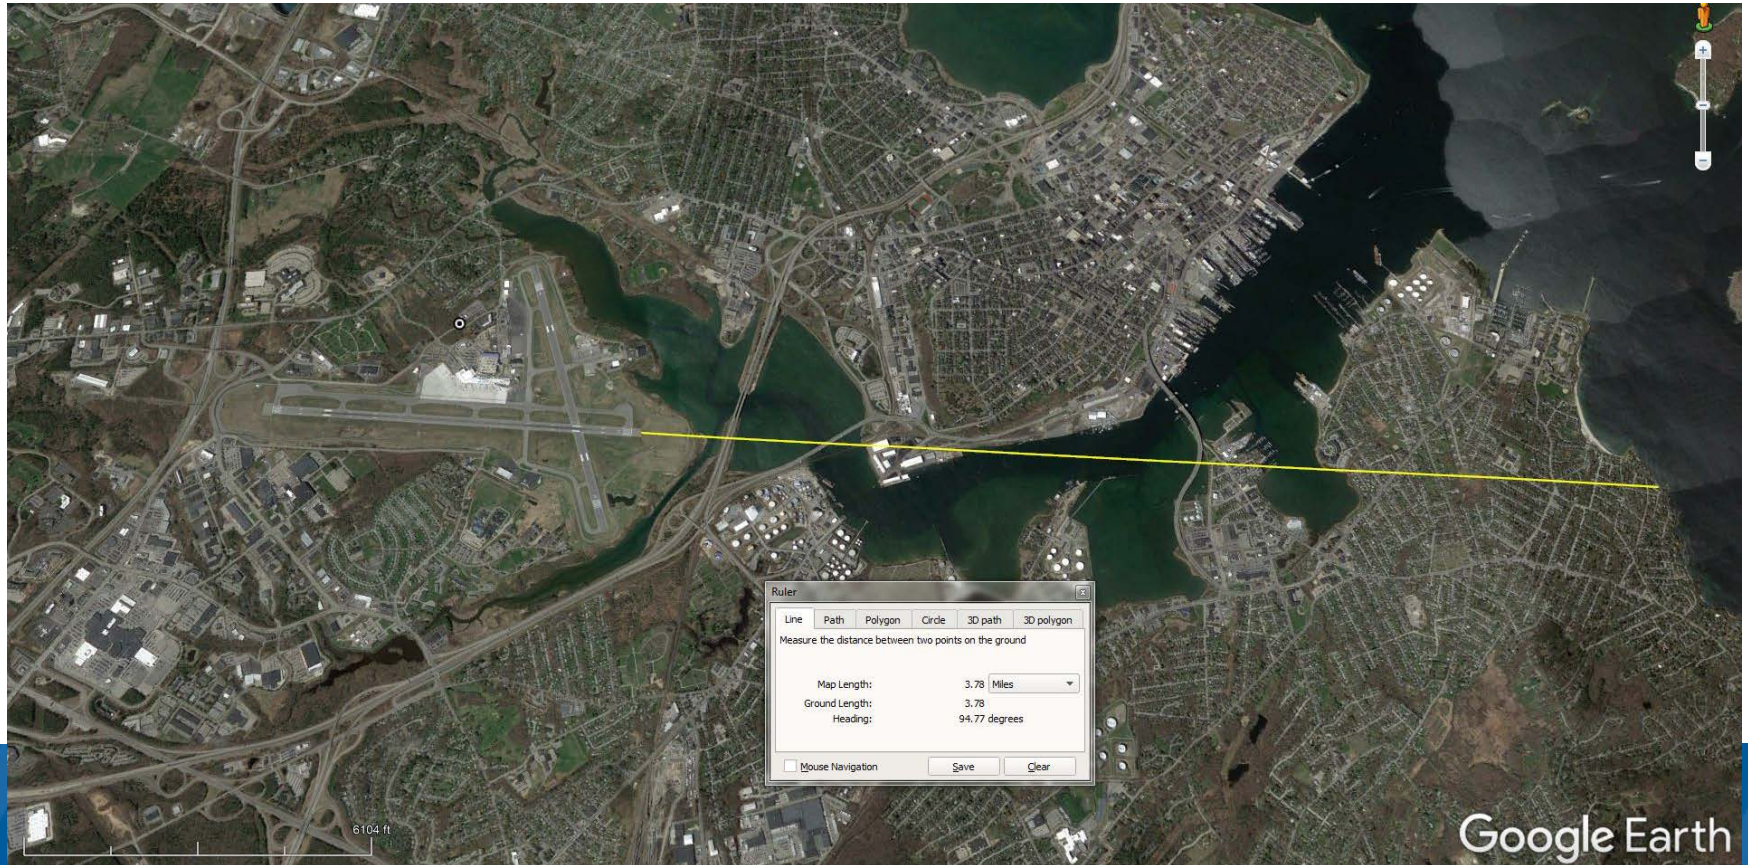 Ruler
Line Path Polygon Circle 3D path 3D polygon
Measure the distance between two points on the ground
Map Length: 3.78 Miles
Ground Length: 3.78
Heading: 94.77 degrees
Mouse Navigation Save Clear
6104 ft
Google Earth